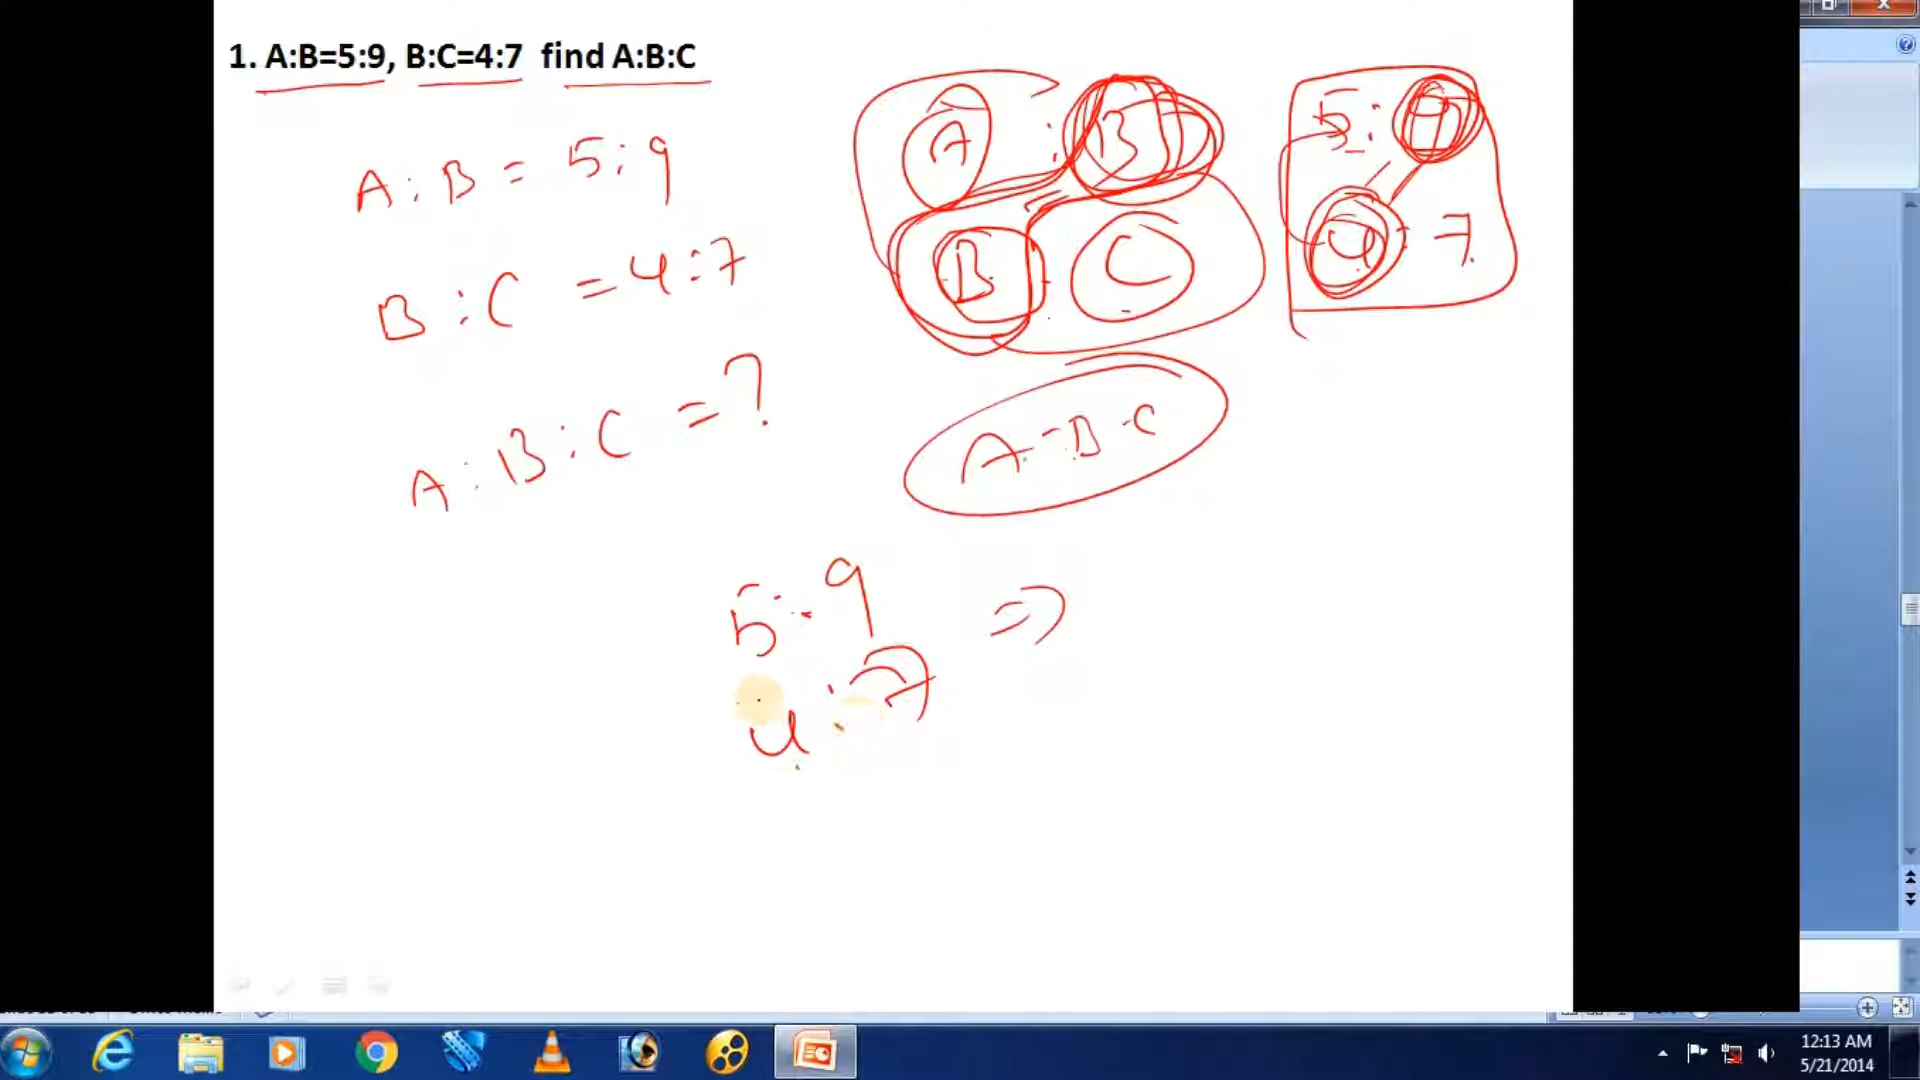 1. A:B=5:9, B:C=4:7 find A:B:C
A:B = 5:9
B:C = 4:7
A:B:C = ?
A : B
B : C
5 :
4 : 7
A:B:C
5:9 =>
4:7
12:13 AM
5/21/2014